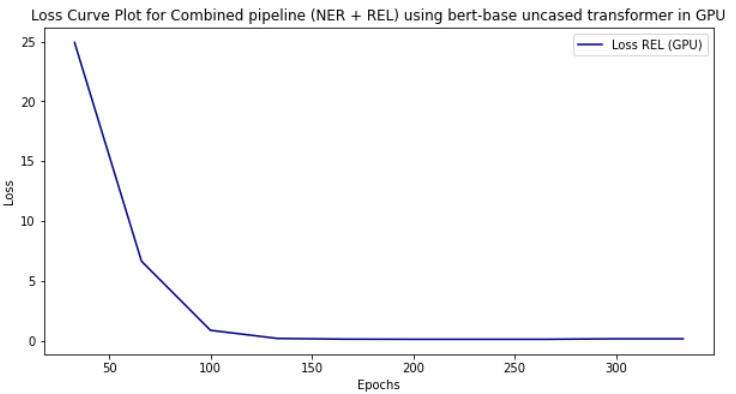 Loss Curve Plot for Combined pipeline (NER + REL) using bert-base uncased transformer in GPU
Loss REL (GPU)
25
20
15
10
5
0
Loss
50 100 150 200 250 300
Epochs